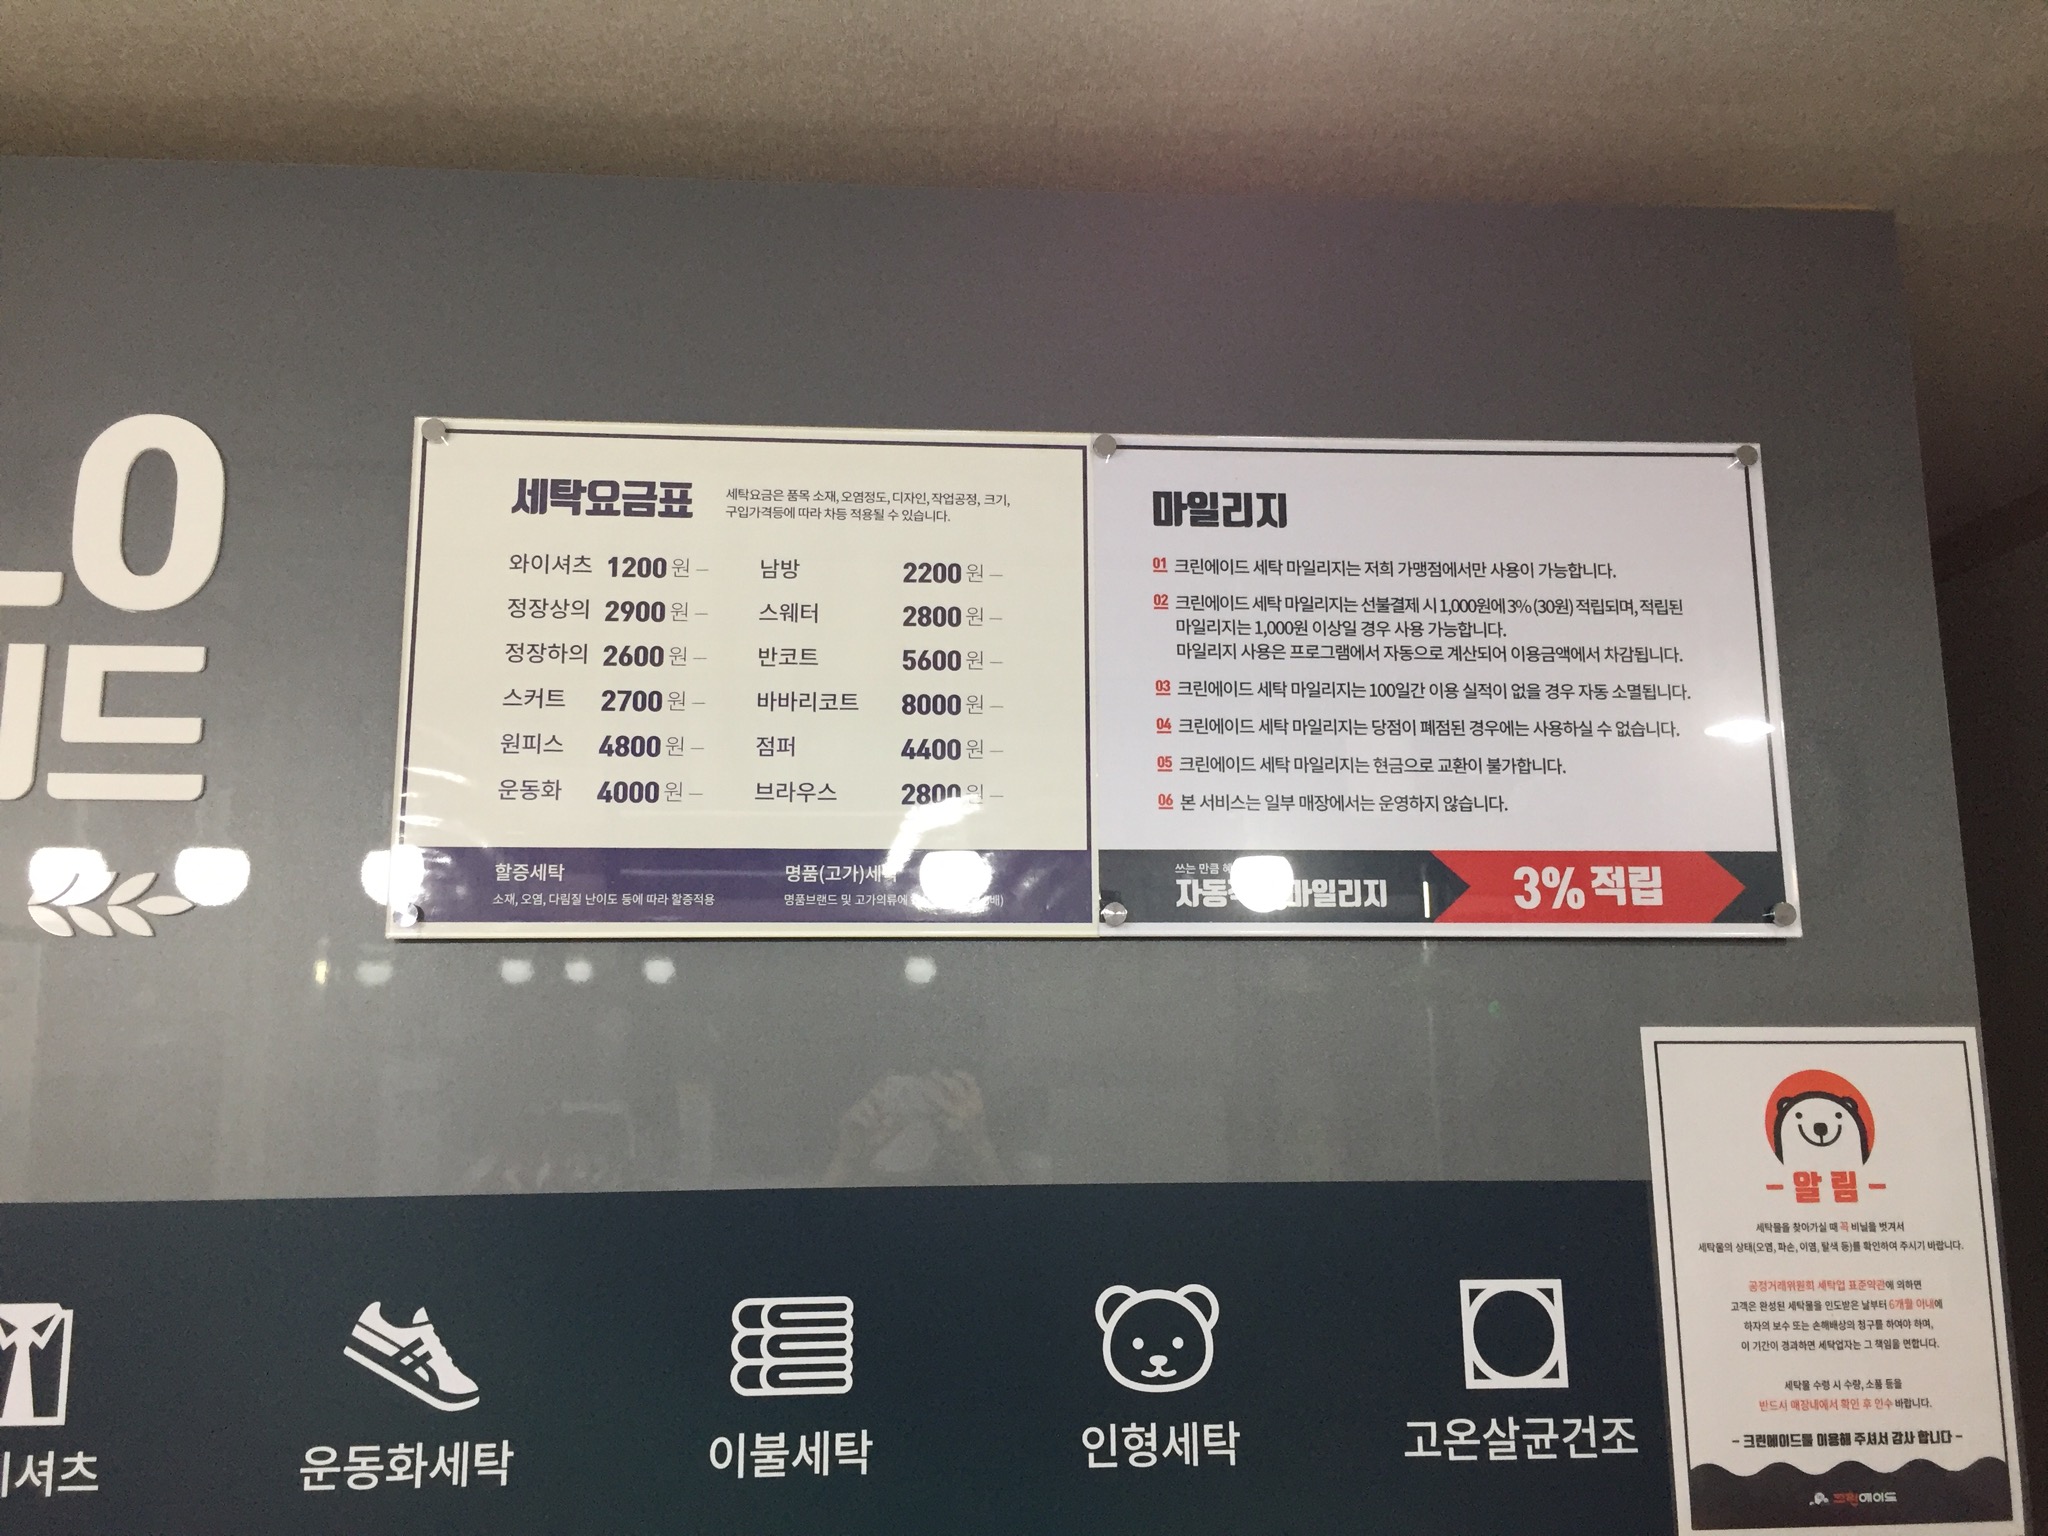 세탁요금표
세탁요금은 품목 소재, 오염정도, 디자인, 작업공정, 크기,
구입가격등에 따라 차등 적용될 수 있습니다.
와이셔츠 1200원 – 남방 2200원 –
정장상의 2900원 – 스웨터 2800원 –
정장하의 2600원 – 반코트 5600원 –
스커트 2700원 – 바바리코트 8000원 –
원피스 4800원 – 점퍼 4400원 –
운동화 4000원 – 브라우스 2800원 –
할증세탁
소재, 오염, 다림질 난이도 등에 따라 할증적용
명품(고가)세탁
명품브랜드 및 고가의류에
마일리지
01 크린에이드 세탁 마일리지는 저희 가맹점에서만 사용이 가능합니다.
02 크린에이드 세탁 마일리지는 선불결제 시 1,000원에 3% (30원) 적립되며, 적립된
마일리지는 1,000원 이상일 경우 사용 가능합니다.
마일리지 사용은 프로그램에서 자동으로 계산되어 이용금액에서 차감됩니다.
03 크린에이드 세탁 마일리지는 100일간 이용 실적이 없을 경우 자동 소멸됩니다.
04 크린에이드 세탁 마일리지는 당점이 폐점된 경우에는 사용하실 수 없습니다.
05 크린에이드 세탁 마일리지는 현금으로 교환이 불가합니다.
06 본 서비스는 일부 매장에서는 운영하지 않습니다.
쓰는 만큼
마일리지
3% 적립
- 알림 -
세탁물을 찾아가실 때 꼭 비닐을 벗겨서
세탁물의 상태(오염, 파손, 이염, 탈색 등)를 확인하여 주시기 바랍니다.
공정거래위원회 세탁업 표준약관에 의하면
고객은 완성된 세탁물을 인도받은 날부터 6개월 이내에
하자의 보수 또는 손해배상의 청구를 하여야 하며,
이 기간이 경과하면 세탁업자는 그 책임을 면합니다.
세탁물 수령 시 수량, 소품 등을
반드시 매장내에서 확인 후 인수 바랍니다.
- 크린에이드를 이용해 주셔서 감사 합니다 -
크린에이드
셔츠
운동화세탁
이불세탁
인형세탁
고온살균건조